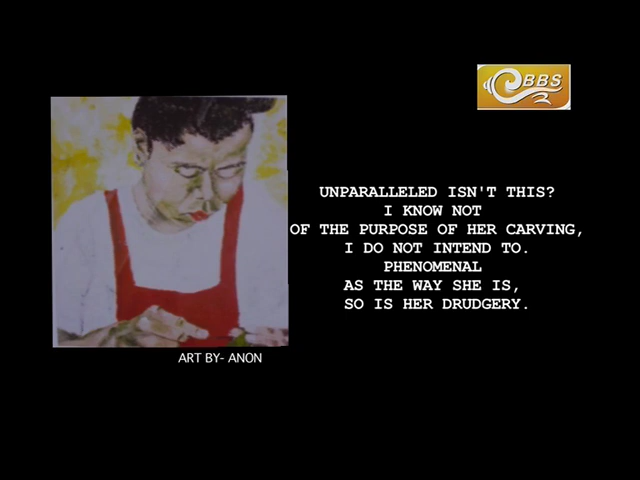 BBS
2
UNPARALLELED ISN'T THIS?
I KNOW NOT
OF THE PURPOSE OF HER CARVING,
I DO NOT INTEND TO.
PHENOMENAL
AS THE WAY SHE IS,
SO IS HER DRUDGERY.
ART BY- ANON